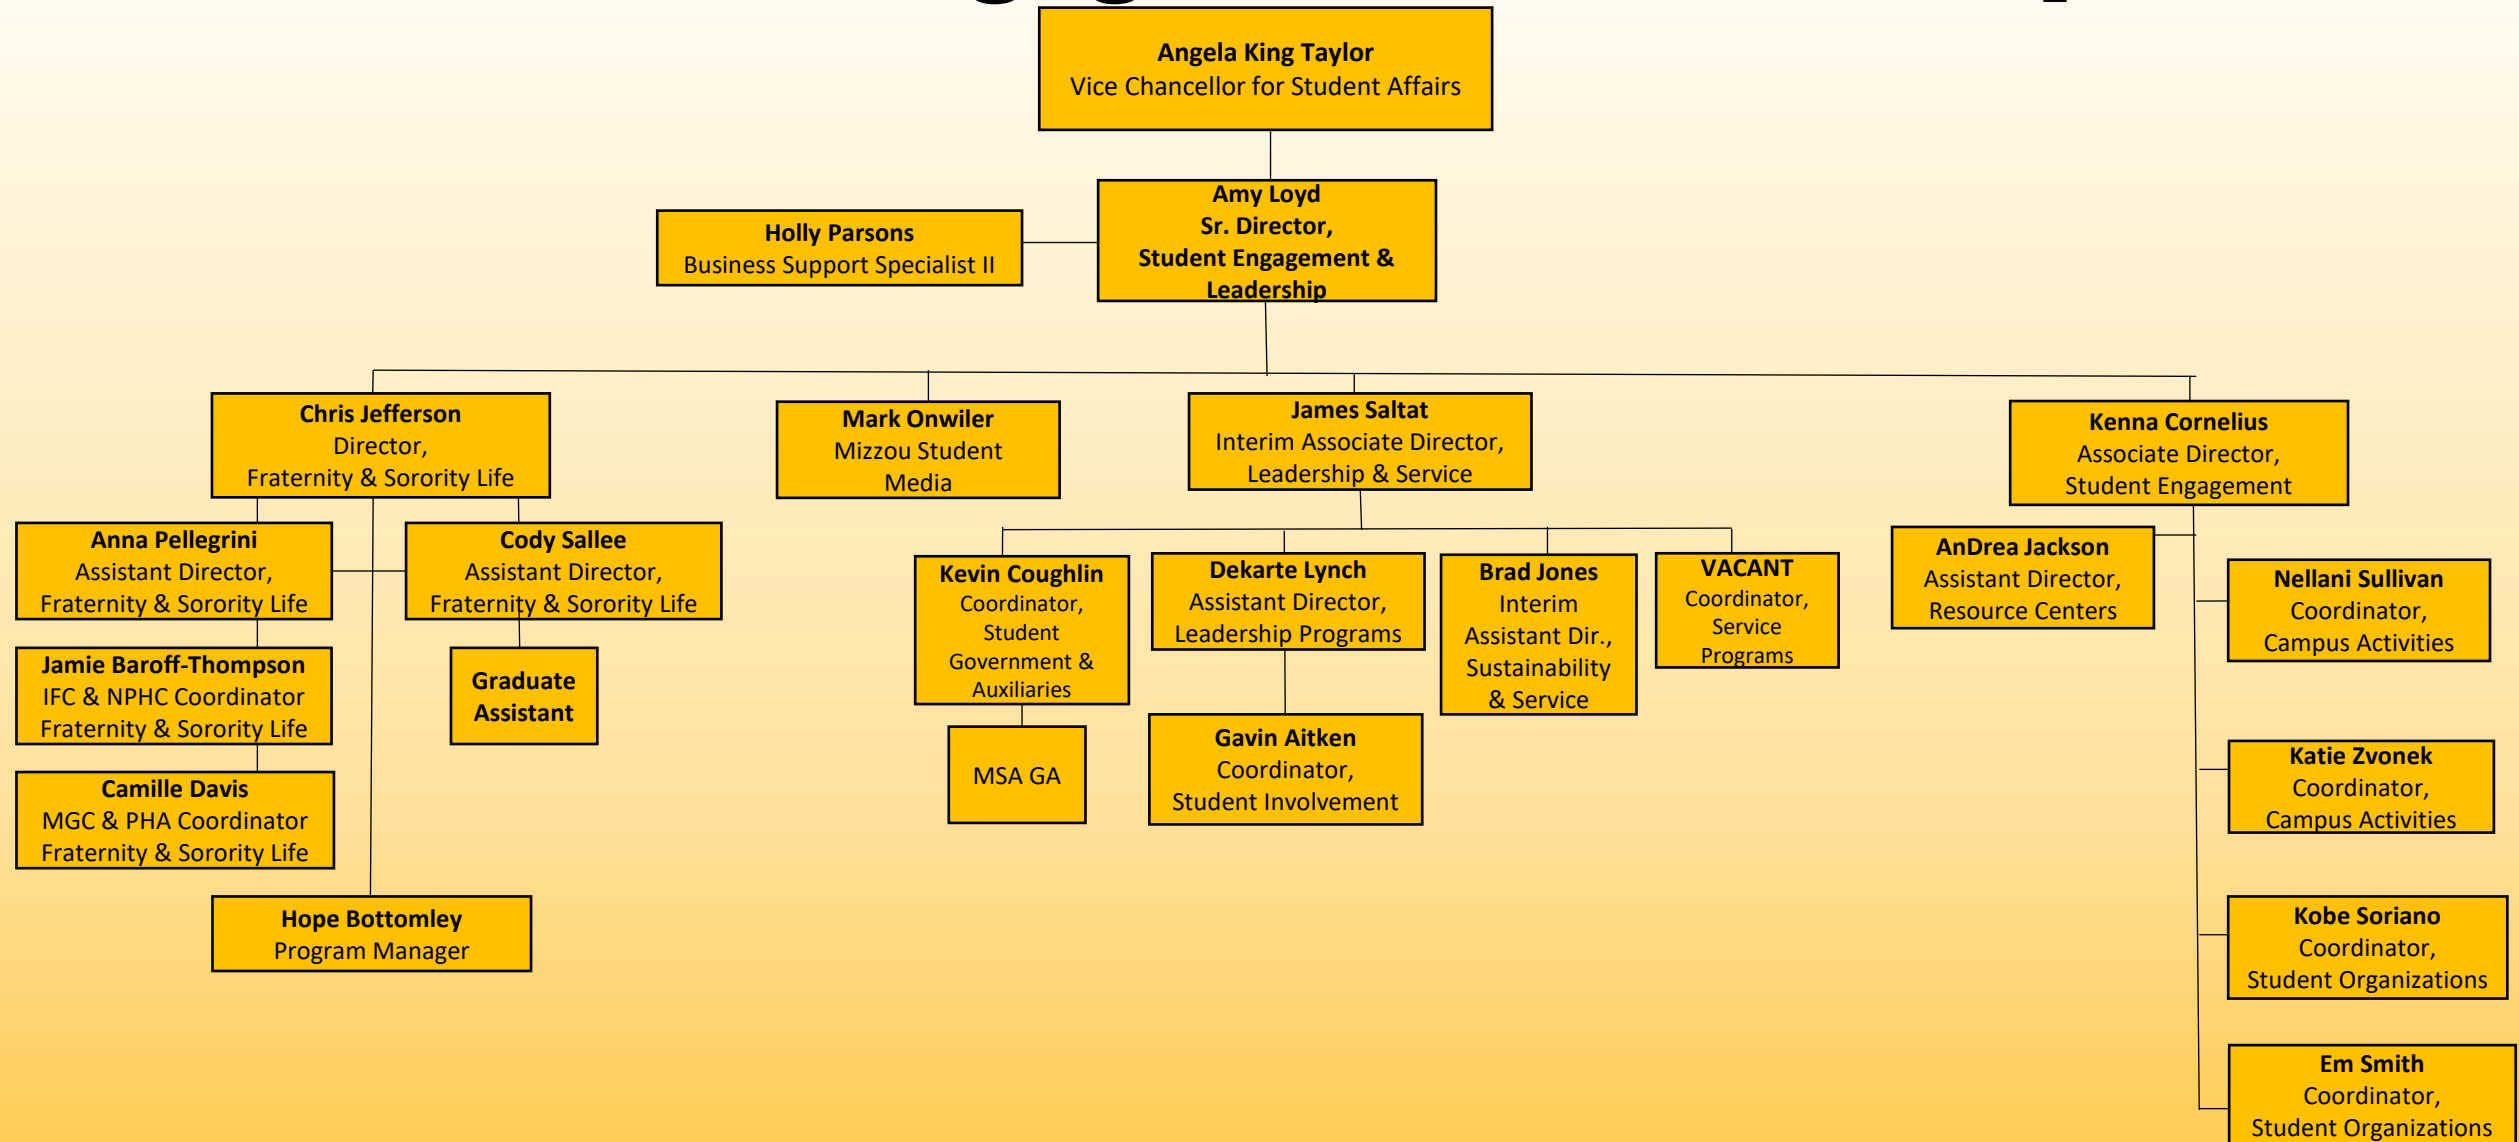 Angela King Taylor
Vice Chancellor for Student Affairs
Amy Loyd
Sr. Director,
Student Engagement &
Leadership
Holly Parsons
Business Support Specialist II
Chris Jefferson
Director,
Fraternity & Sorority Life
Mark Onwiler
Mizzou Student
Media
James Saltat
Interim Associate Director,
Leadership & Service
Kenna Cornelius
Associate Director,
Student Engagement
Anna Pellegrini
Assistant Director,
Fraternity & Sorority Life
Cody Sallee
Assistant Director,
Fraternity & Sorority Life
Jamie Baroff-Thompson
IFC & NPHC Coordinator
Fraternity & Sorority Life
Graduate
Assistant
Camille Davis
MGC & PHA Coordinator
Fraternity & Sorority Life
Hope Bottomley
Program Manager
Kevin Coughlin
Coordinator,
Student
Government &
Auxiliaries
MSA GA
Dekarte Lynch
Assistant Director,
Leadership Programs
Gavin Aitken
Coordinator,
Student Involvement
Brad Jones
Interim
Assistant Dir.,
Sustainability
& Service
VACANT
Coordinator,
Service
Programs
AnDrea Jackson
Assistant Director,
Resource Centers
Nellani Sullivan
Coordinator,
Campus Activities
Katie Zvonek
Coordinator,
Campus Activities
Kobe Soriano
Coordinator,
Student Organizations
Em Smith
Coordinator,
Student Organizations